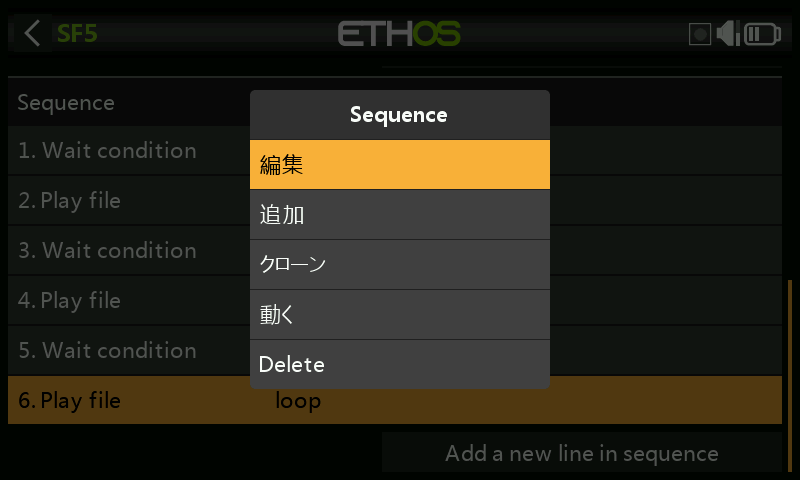 SF5
ETHOS
Sequence
1. Wait condition
2. Play file
3. Wait condition
4. Play file
5. Wait condition
6. Play file loop
Add a new line in sequence
Sequence
編集
追加
クローン
動く
Delete